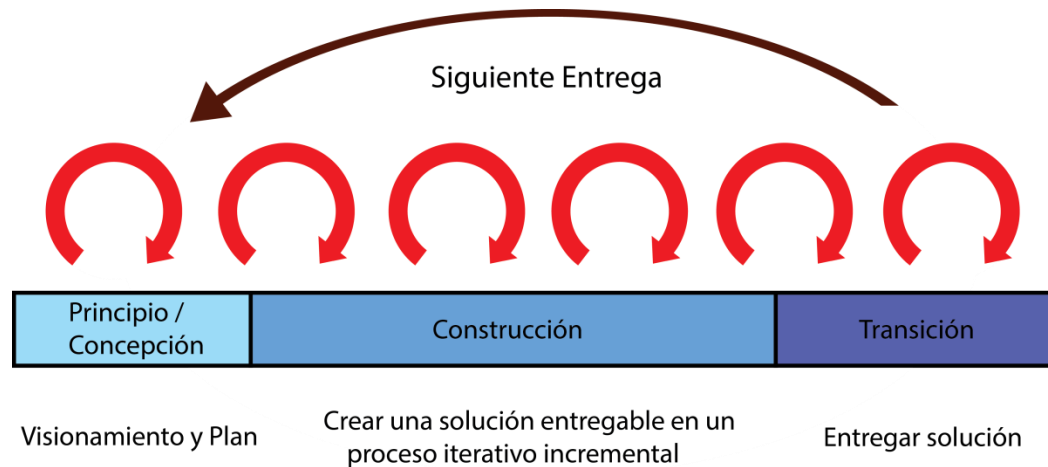 Siguiente Entrega
Principio /
Concepción
Construcción
Transición
Visionamiento y Plan
Crear una solución entregable en un
proceso iterativo incremental
Entregar solución